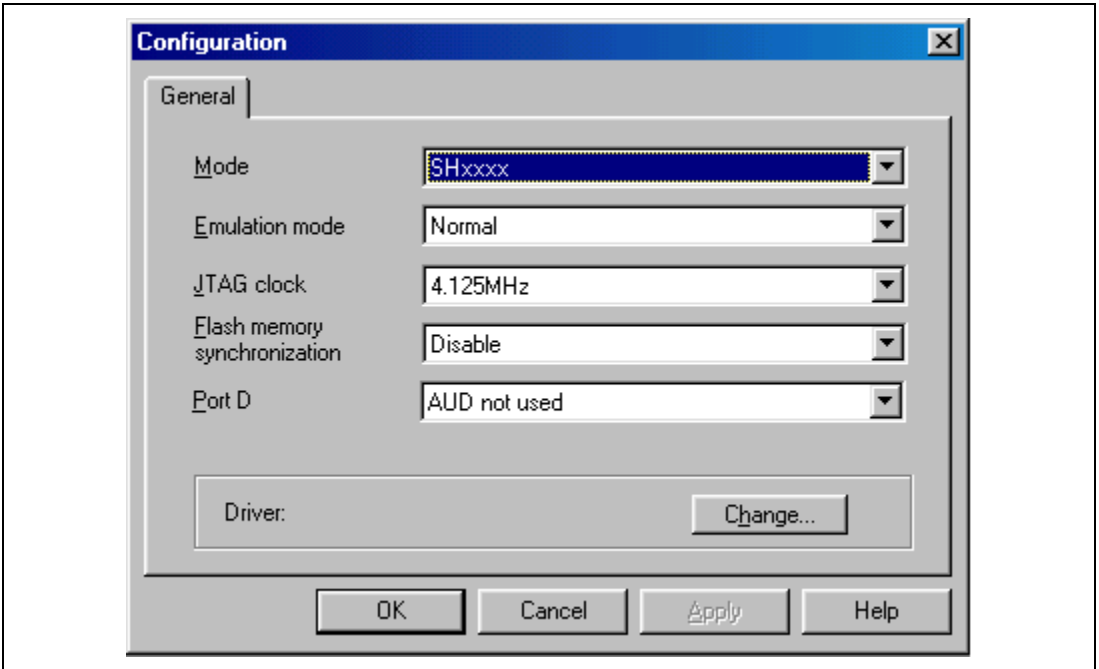 Configuration
General
Mode
SHxxxx
Emulation mode
Normal
JTAG clock
4.125MHz
Flash memory
synchronization
Disable
Port D
AUD not used
Driver:
Change...
OK
Cancel
Apply
Help